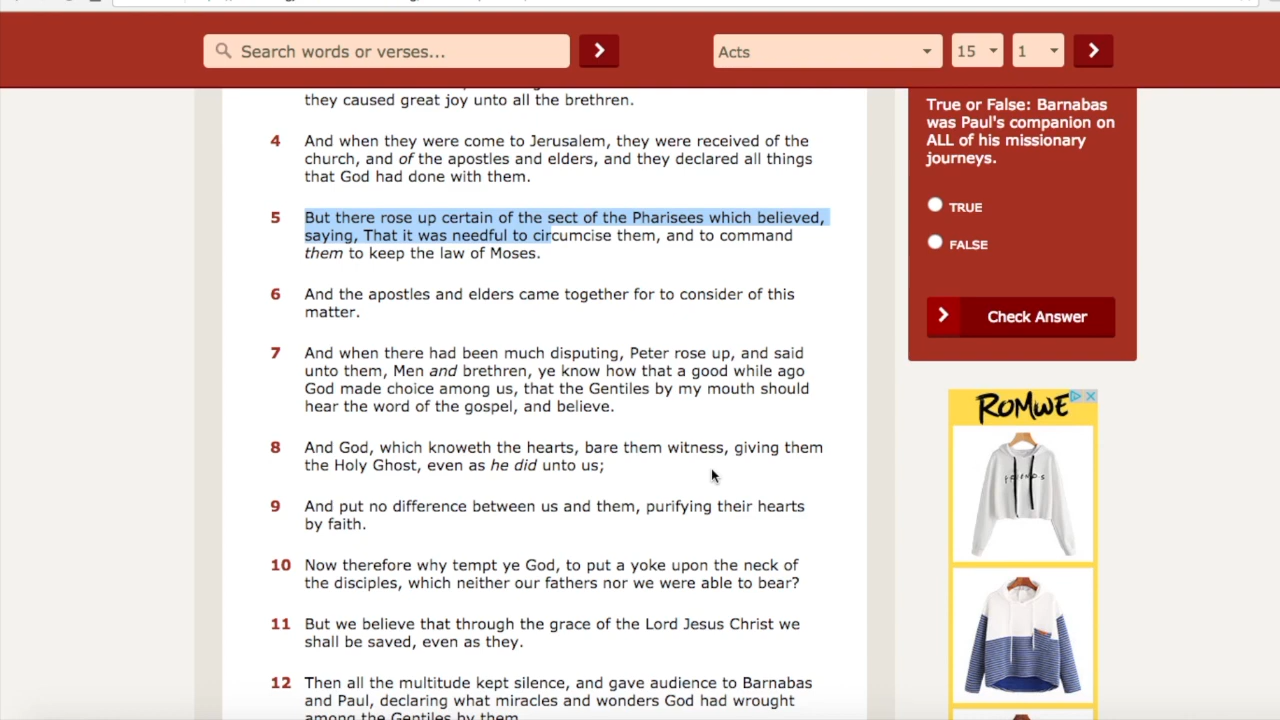 Search words or verses...
Acts
15
1
they caused great joy unto all the brethren.
4 And when they were come to Jerusalem, they were received of the
church, and of the apostles and elders, and they declared all things
that God had done with them.
5 But there rose up certain of the sect of the Pharisees which believed,
saying, That it was needful to circumcise them, and to command
them to keep the law of Moses.
6 And the apostles and elders came together for to consider of this
matter.
7 And when there had been much disputing, Peter rose up, and said
unto them, Men and brethren, ye know how that a good while ago
God made choice among us, that the Gentiles by my mouth should
hear the word of the gospel, and believe.
8 And God, which knoweth the hearts, bare them witness, giving them
the Holy Ghost, even as he did unto us;
9 And put no difference between us and them, purifying their hearts
by faith.
10 Now therefore why tempt ye God, to put a yoke upon the neck of
the disciples, which neither our fathers nor we were able to bear?
11 But we believe that through the grace of the Lord Jesus Christ we
shall be saved, even as they.
12 Then all the multitude kept silence, and gave audience to Barnabas
and Paul, declaring what miracles and wonders God had wrought
among the Gentiles by them.
True or False: Barnabas
was Paul's companion on
ALL of his missionary
journeys.
TRUE
FALSE
Check Answer
ROMWE
FRIENDS